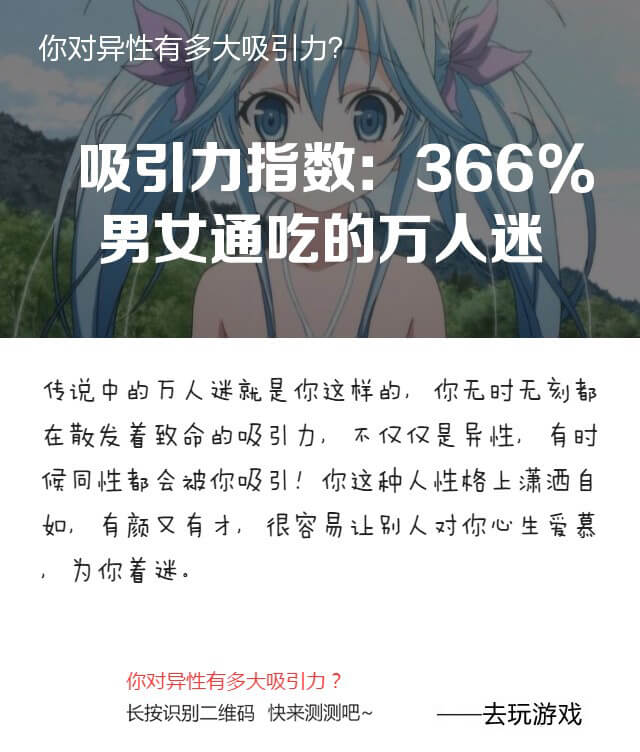 你对异性有多大吸引力?
吸引力指数：366%
男女通吃的万人迷
传说中的万人迷就是你这样的, 你无时无刻都
在散发着致命的吸引力, 不仅仅是异性, 有时
候同性都会被你吸引! 你这种人性格上潇洒自
如, 有颜又有才, 很容易让别人对你心生爱慕
, 为你着迷。
你对异性有多大吸引力？
长按识别二维码 快来测测吧~
——去玩游戏